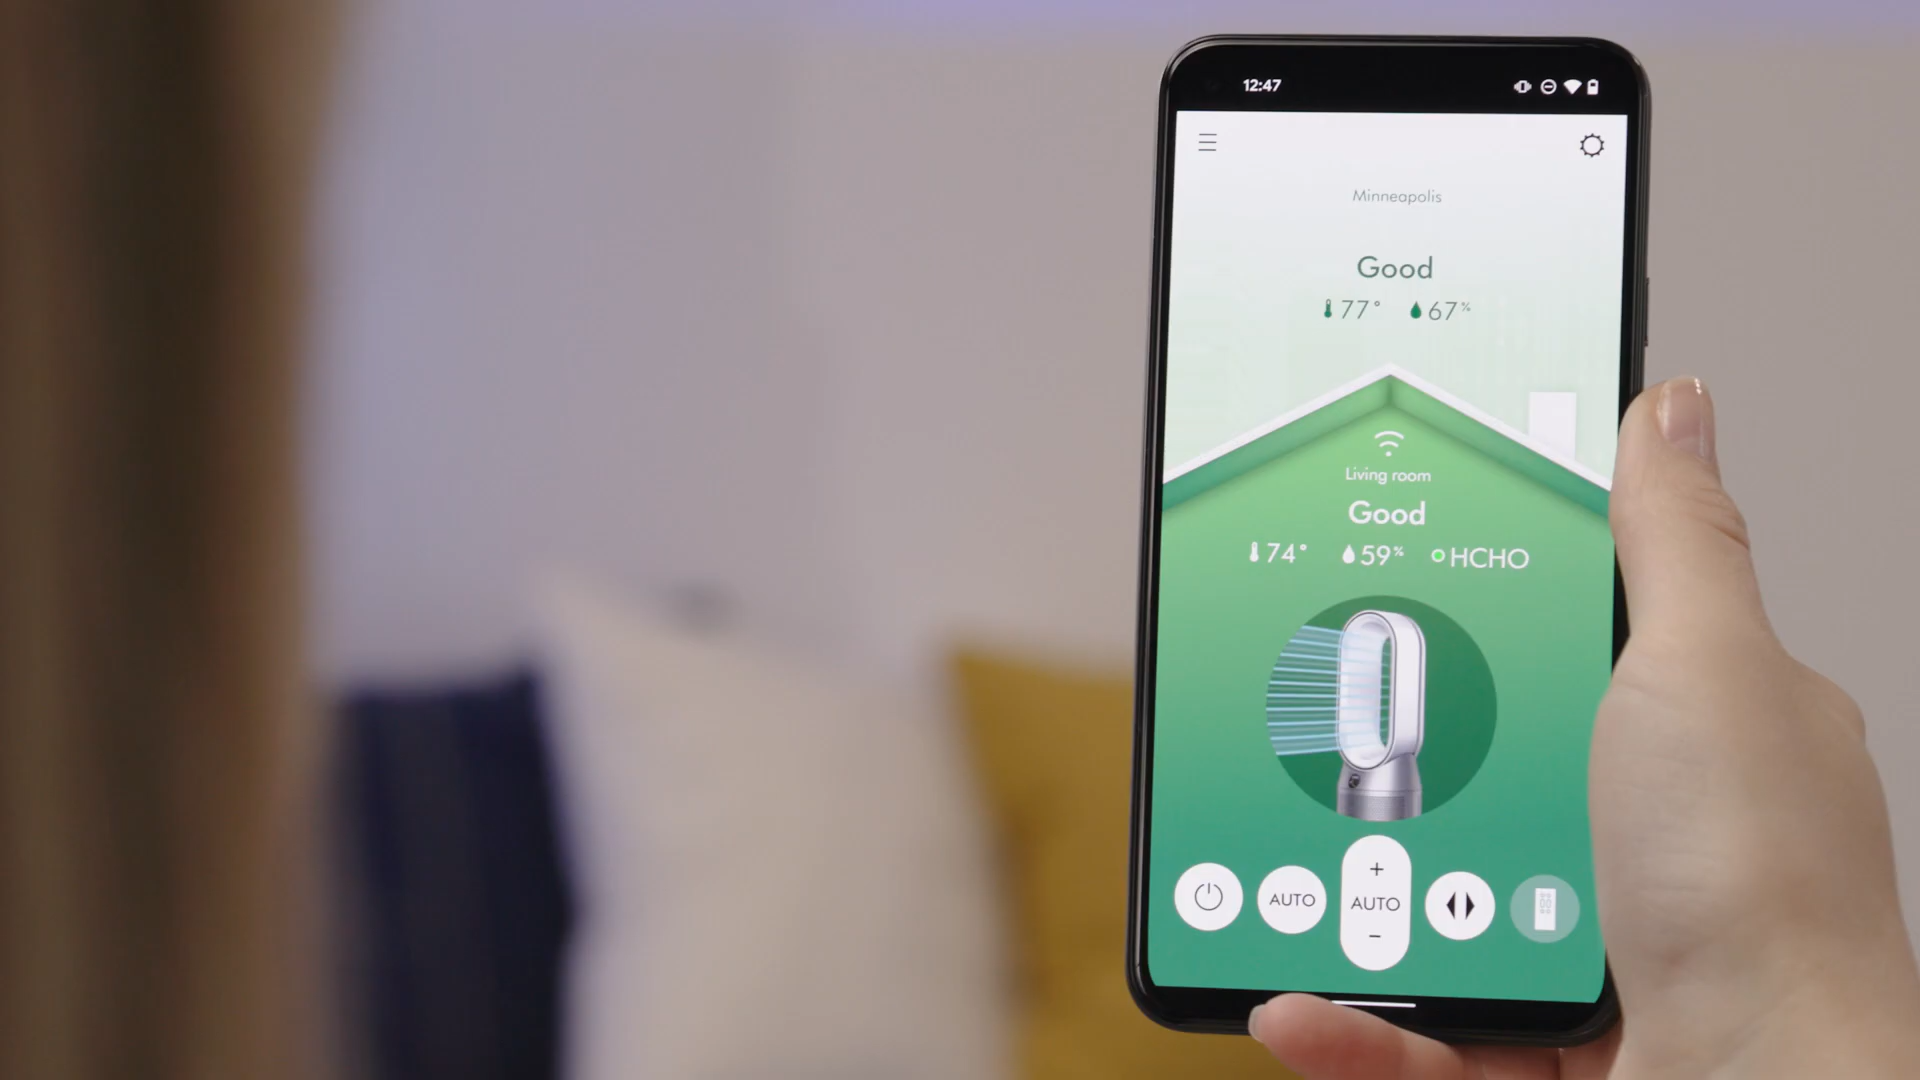 12:47
Minneapolis
Good
77° 67%
Living room
Good
74° 59% HCHO
+
AUTO AUTO
−